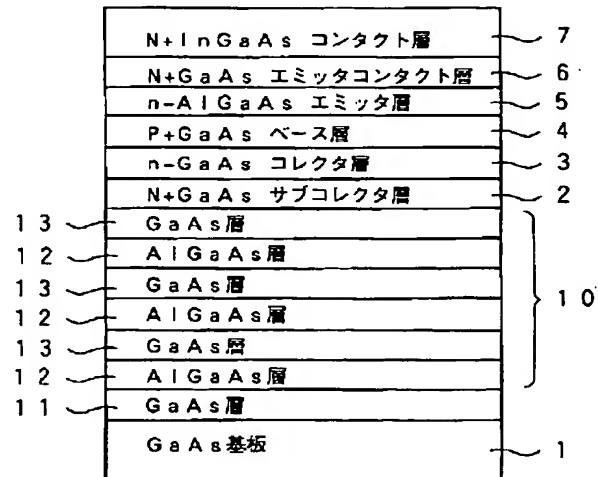 N+InGaAs コンタクト層 7
N+GaAs エミッタコンタクト層 6
n-AlGaAs エミッタ層 5
P+GaAs ベース層 4
n-GaAs コレクタ層 3
N+GaAs サブコレクタ層 2
13 GaAs層
12 AlGaAs層
13 GaAs層
10
12 AlGaAs層
13 GaAs層
12 AlGaAs層
11 GaAs層
GaAs基板 1